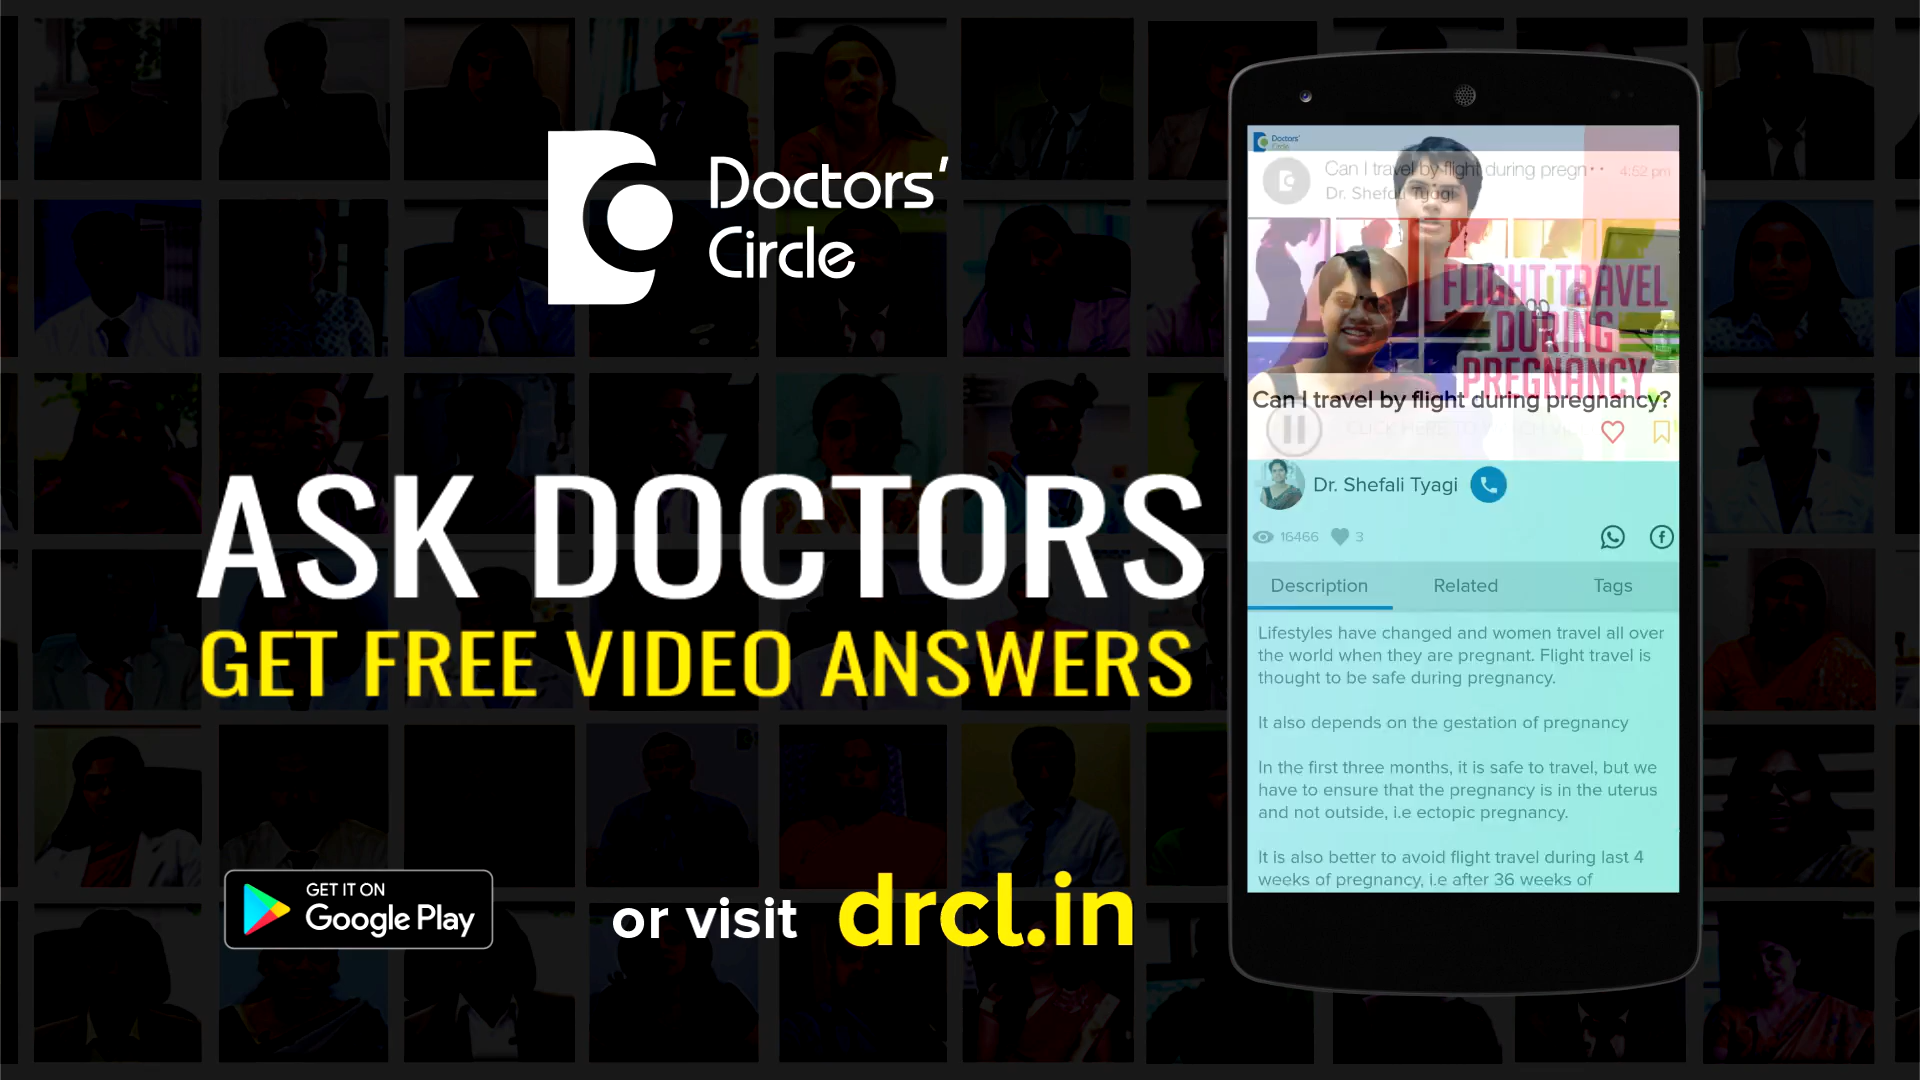 Doctors'
Circle
ASK DOCTORS
GET FREE VIDEO ANSWERS
GET IT ON
Google Play
or visit drcl.in
Doctors'
Circle
Can I travel by flight during pregn··
4:52 pm
Dr. Shefali Tyagi
FLIGHT TRAVEL
DURING
PREGNANCY
Can I travel by flight during pregnancy?
Dr. Shefali Tyagi
16466 3
Description Related Tags
Lifestyles have changed and women travel all over
the world when they are pregnant. Flight travel is
thought to be safe during pregnancy.
It also depends on the gestation of pregnancy
In the first three months, it is safe to travel, but we
have to ensure that the pregnancy is in the uterus
and not outside, i.e ectopic pregnancy.
It is also better to avoid flight travel during last 4
weeks of pregnancy, i.e after 36 weeks of